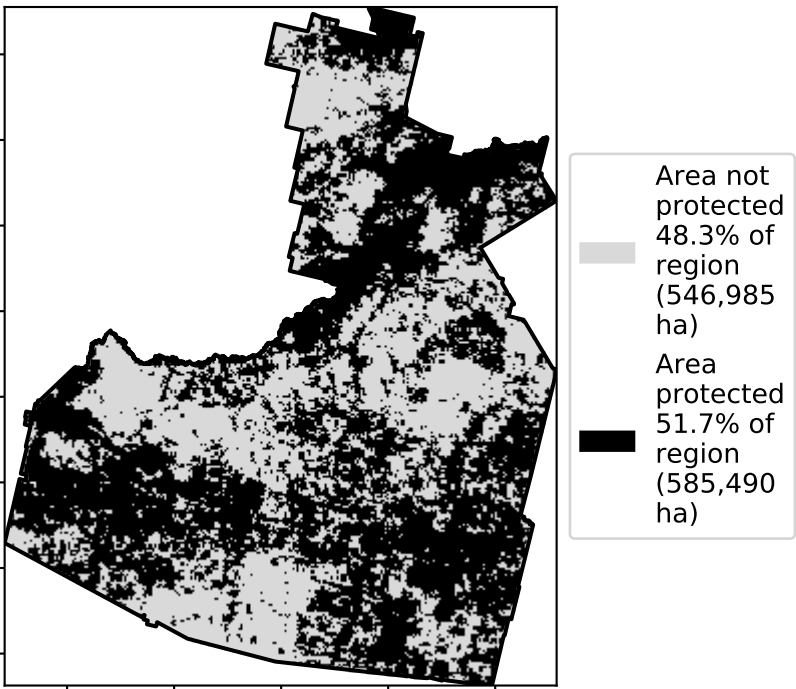 Area not
protected
48.3% of
region
(546,985
ha)
Area
protected
51.7% of
region
(585,490
ha)